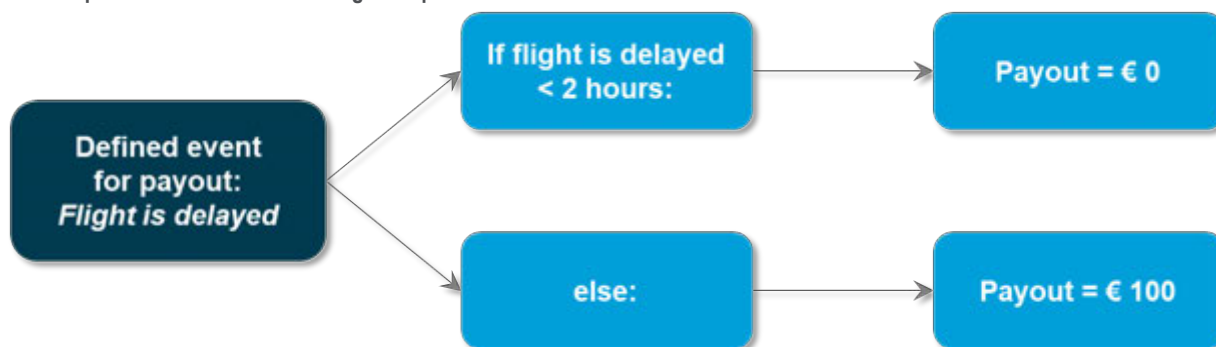 If flight is delayed
< 2 hours:
Payout = € 0
Defined event
for payout:
Flight is delayed
else:
Payout = € 100